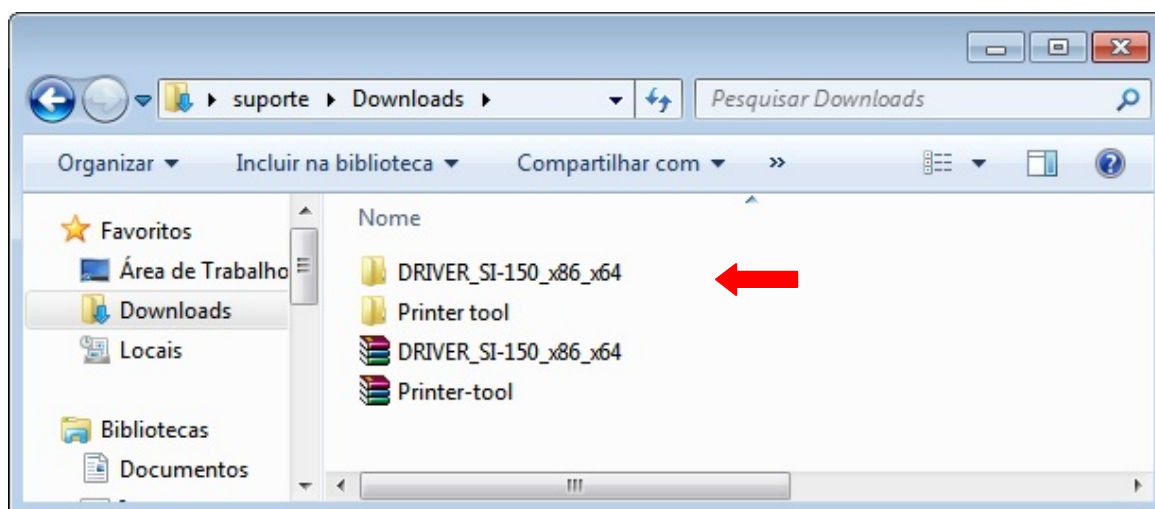 suporte Downloads Pesquisar Downloads
Organizar Incluir na biblioteca Compartilhar com »
Nome
Favoritos
Área de Trabalho
Downloads
Locais
Bibliotecas
Documentos
DRIVER_SI-150_x86_x64
Printer tool
DRIVER_SI-150_x86_x64
Printer-tool